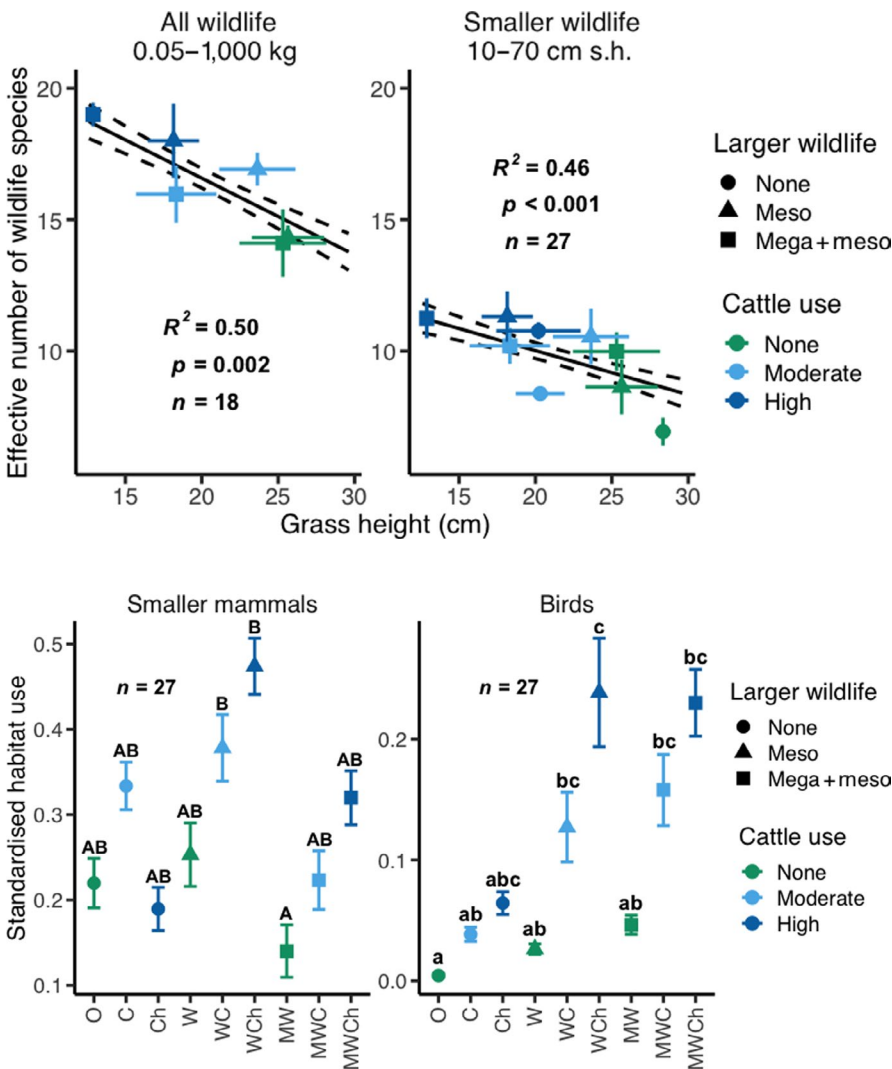 All wildlife
0.05–1,000 kg
Smaller wildlife
10–70 cm s.h.
Effective number of wildlife species
20
15
10
R² = 0.50
p = 0.002
n = 18
15
20
25
30
20
15
10
R² = 0.46
p < 0.001
n = 27
15
20
25
30
Grass height (cm)
Larger wildlife
None
Meso
Mega+meso
Cattle use
None
Moderate
High
Smaller mammals
Standardised habitat use
0.5
0.4
0.3
0.2
0.1
n = 27
AB
AB
AB
AB
B
B
A
AB
AB
O
C
Ch
W
WC
WCh
MW
MWC
MWCh
Birds
0.2
0.1
0.0
n = 27
a
ab
abc
ab
bc
c
ab
bc
bc
O
C
Ch
W
WC
WCh
MW
MWC
MWCh
Larger wildlife
None
Meso
Mega+meso
Cattle use
None
Moderate
High